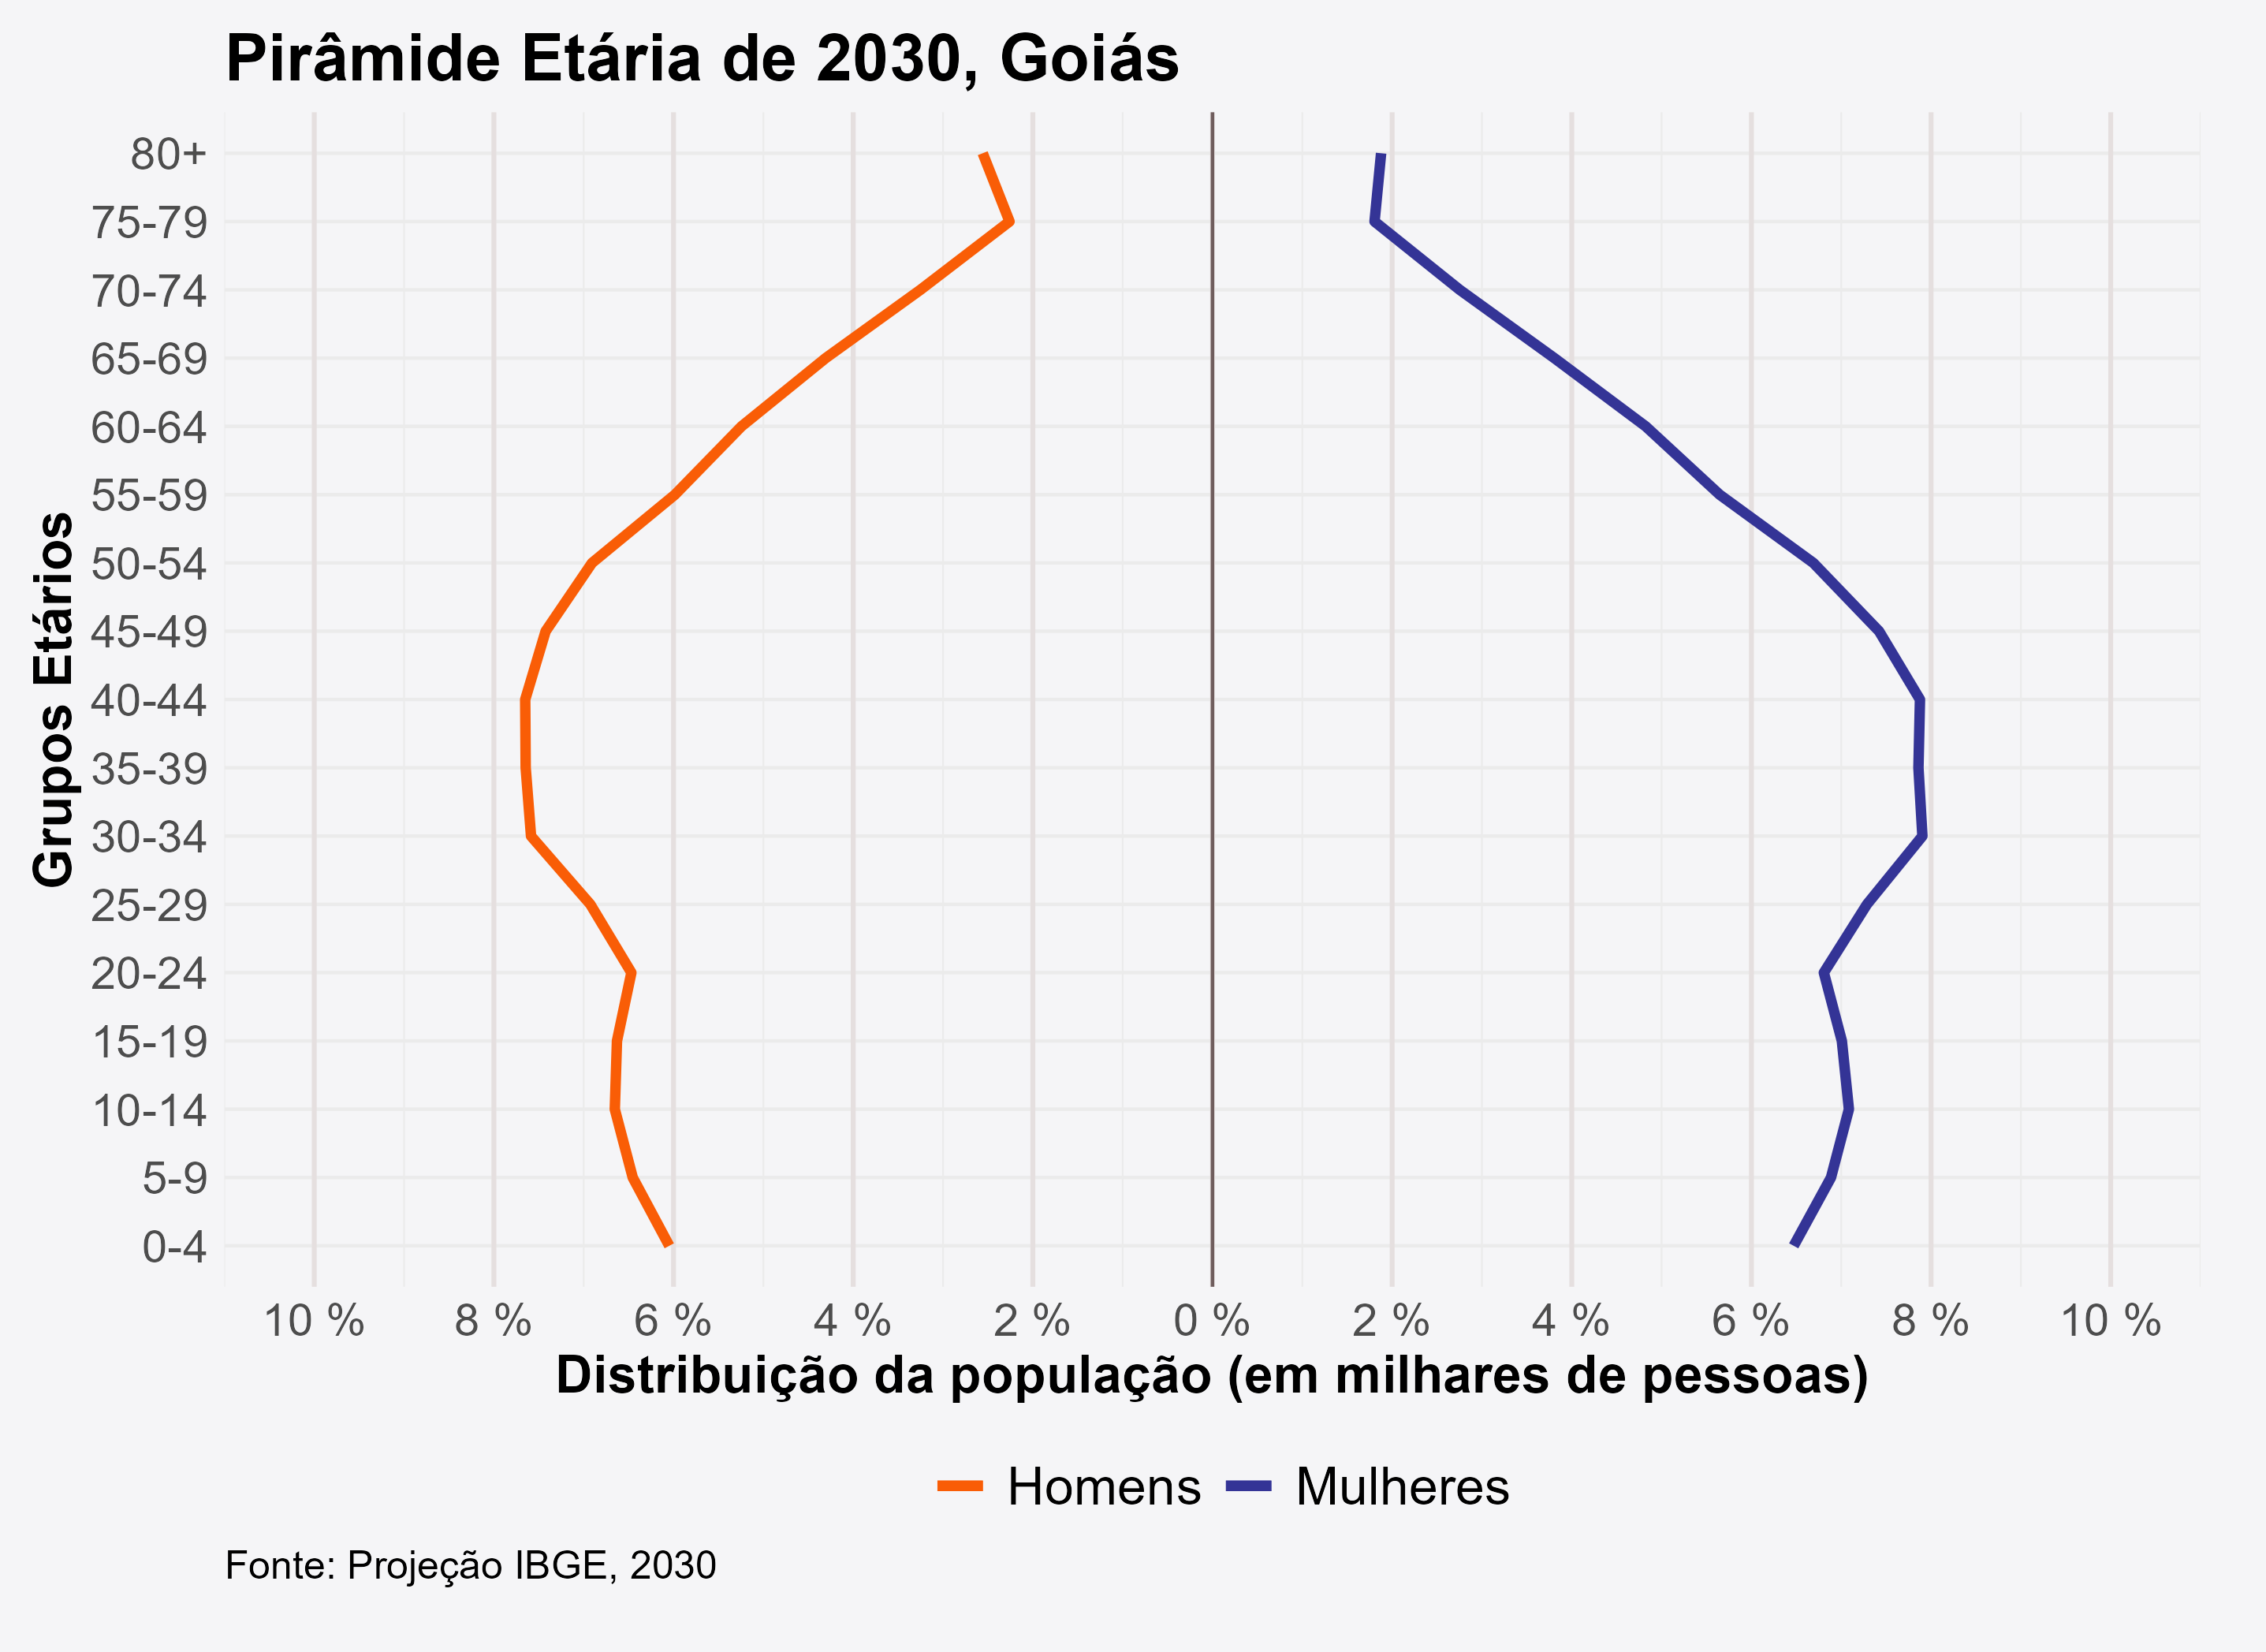 Pirâmide Etária de 2030, Goiás
Grupos Etários
80+
75-79
70-74
65-69
60-64
55-59
50-54
45-49
40-44
35-39
30-34
25-29
20-24
15-19
10-14
5-9
0-4
10 % 8 % 6 % 4 % 2 % 0 % 2 % 4 % 6 % 8 % 10 %
Distribuição da população (em milhares de pessoas)
Homens Mulheres
Fonte: Projeção IBGE, 2030